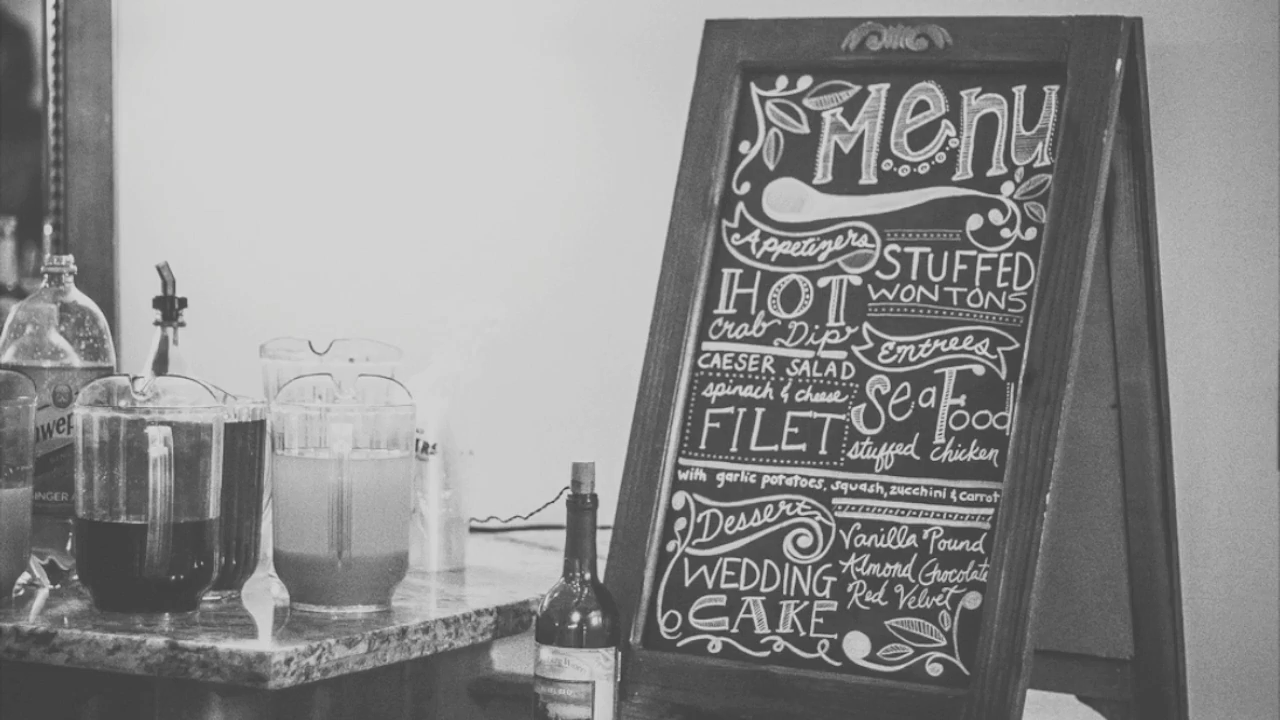 Menu
Appetizers
HOT
Crab Dip
STUFFED
WONTONS
CAESER SALAD
spinach & cheese
FILET
Entrees
Seafood
stuffed chicken
with garlic potatoes, squash, zucchini & carrot
Dessert
WEDDING
CAKE
Vanilla Pound
Almond Chocolate
Red Velvet
GINGER